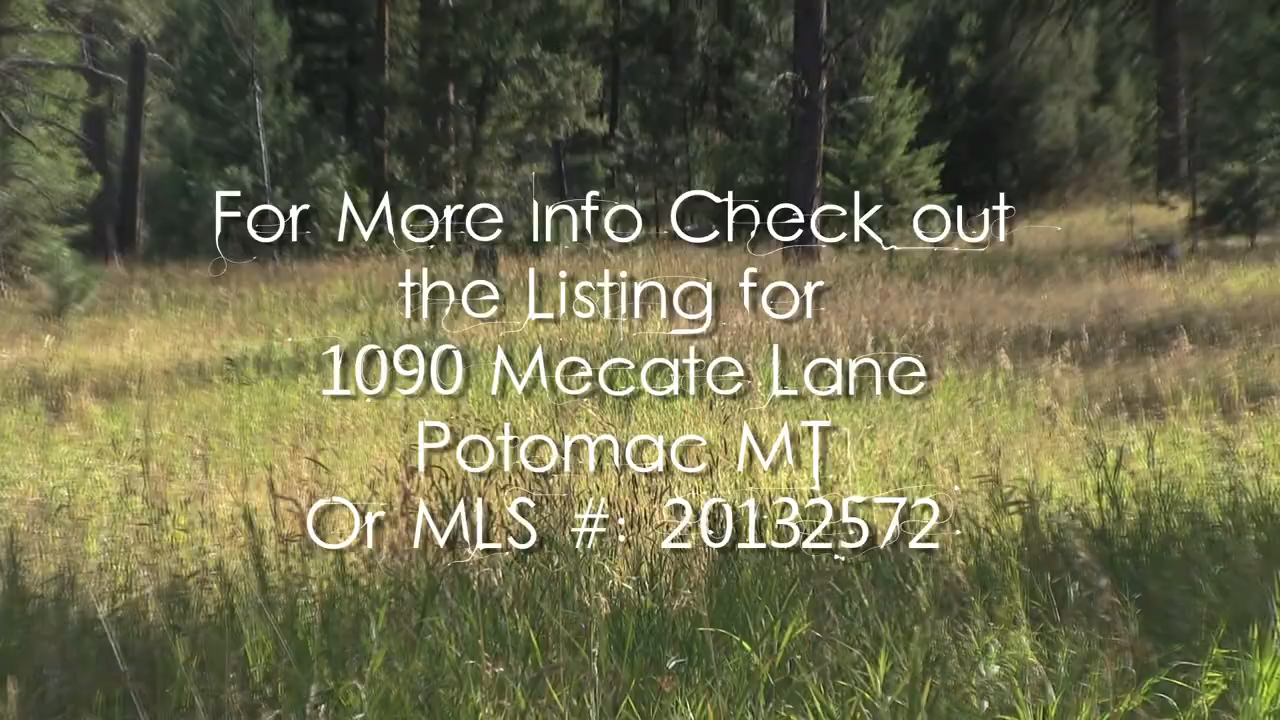 For More Info Check out
the Listing for
1090 Mecate Lane
Potomac MT
Or MLS #: 20132572